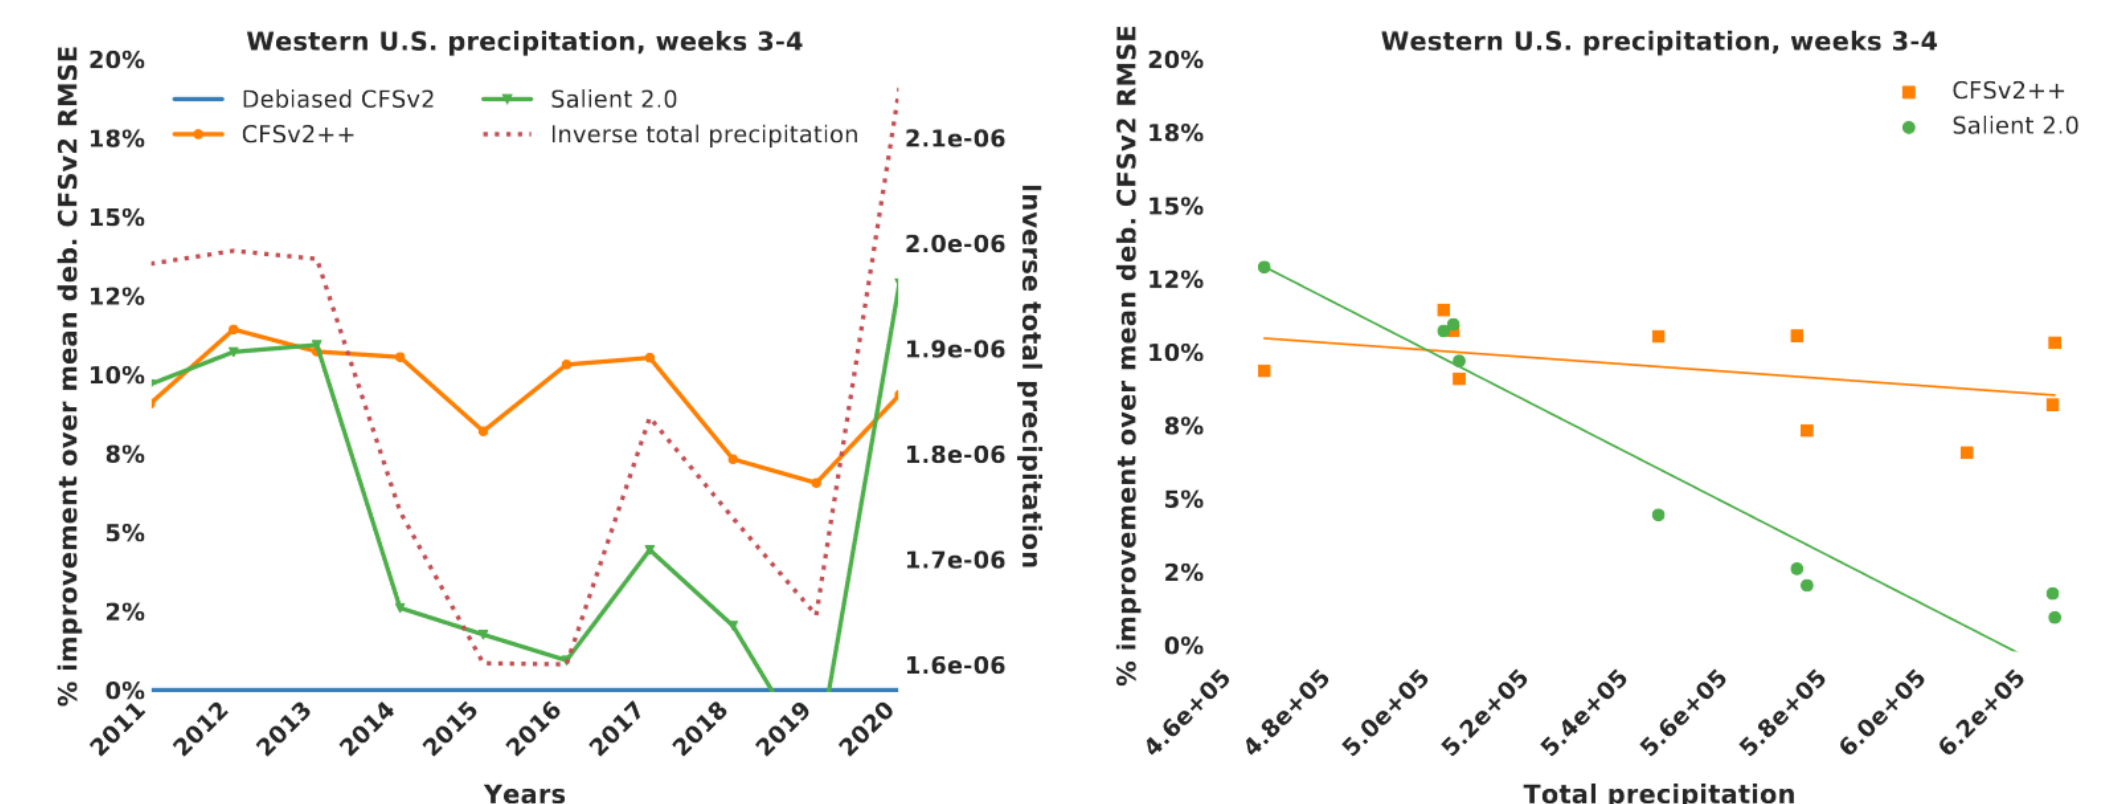 Western U.S. precipitation, weeks 3-4
% improvement over mean deb. CFSv2 RMSE
20%
18%
15%
12%
10%
8%
5%
2%
0%
Debiased CFSv2
CFSv2++
Salient 2.0
Inverse total precipitation
2.1e-06
2.0e-06
1.9e-06
1.8e-06
1.7e-06
1.6e-06
Inverse total precipitation
2011
2012
2013
2014
2015
2016
2017
2018
2019
2020
Years
Western U.S. precipitation, weeks 3-4
% improvement over mean deb. CFSv2 RMSE
20%
18%
15%
12%
10%
8%
5%
2%
0%
CFSv2++
Salient 2.0
4.6e+05
4.8e+05
5.0e+05
5.2e+05
5.4e+05
5.6e+05
5.8e+05
6.0e+05
6.2e+05
Total precipitation